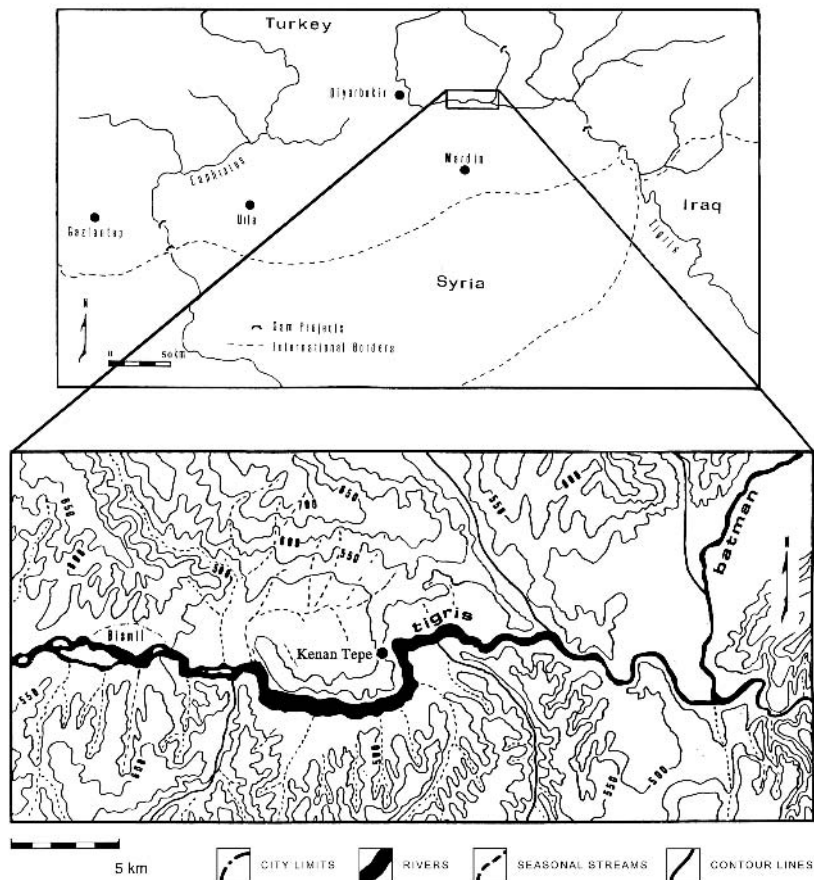 Turkey
Diyarbakir
Euphrates
Mardin
Urfa
Gaziantep
Iraq
Tigris
Syria
N
Dam Projects
International Borders
0 50km
650
700
650
600
600
550
550
600
500
batman
tigris
Bismil
Kenan Tepe
550
600
500
550
500
5 km
CITY LIMITS
RIVERS
SEASONAL STREAMS
CONTOUR LINES